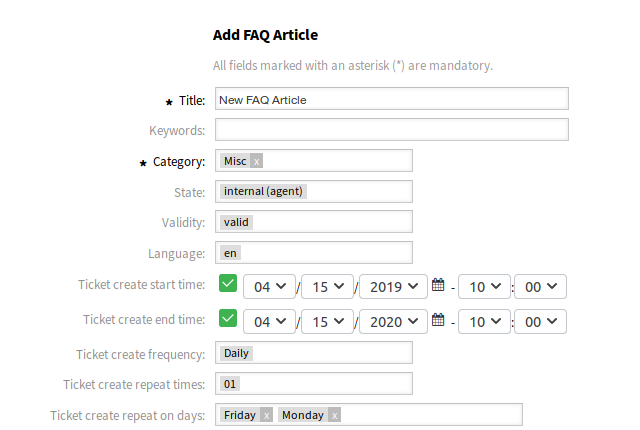 Add FAQ Article
All fields marked with an asterisk (*) are mandatory.
* Title: New FAQ Article
Keywords:
* Category: Misc x
State: internal (agent)
Validity: valid
Language: en
Ticket create start time: 04 / 15 / 2019 - 10 : 00
Ticket create end time: 04 / 15 / 2020 - 10 : 00
Ticket create frequency: Daily
Ticket create repeat times: 01
Ticket create repeat on days: Friday x Monday x